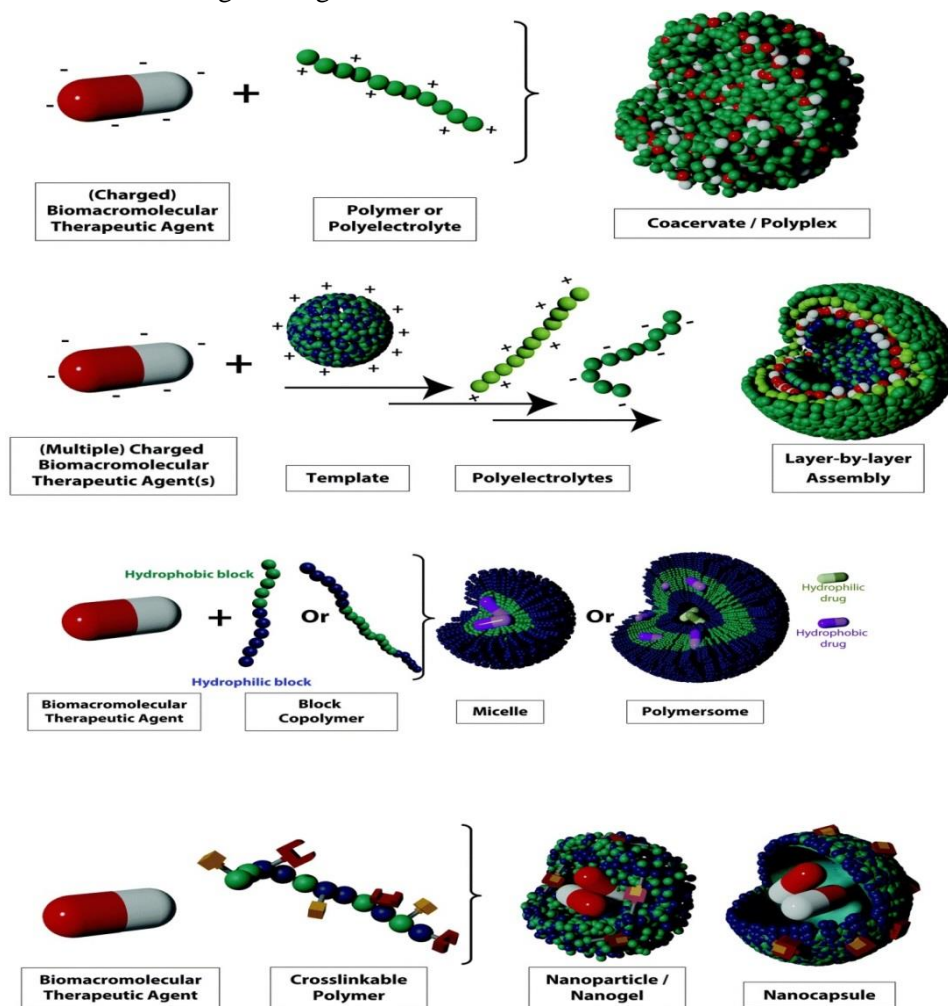 (Charged)
Biomacromolecular
Therapeutic Agent
Polymer or
Polyelectrolyte
Coacervate / Polyplex
(Multiple) Charged
Biomacromolecular
Therapeutic Agent(s)
Template
Polyelectrolytes
Layer-by-layer
Assembly
Hydrophobic block
Or
Or
Hydrophilic
drug
Hydrophobic
drug
Hydrophilic block
Biomacromolecular
Therapeutic Agent
Block
Copolymer
Micelle
Polymersome
Biomacromolecular
Therapeutic Agent
Crosslinkable
Polymer
Nanoparticle /
Nanogel
Nanocapsule